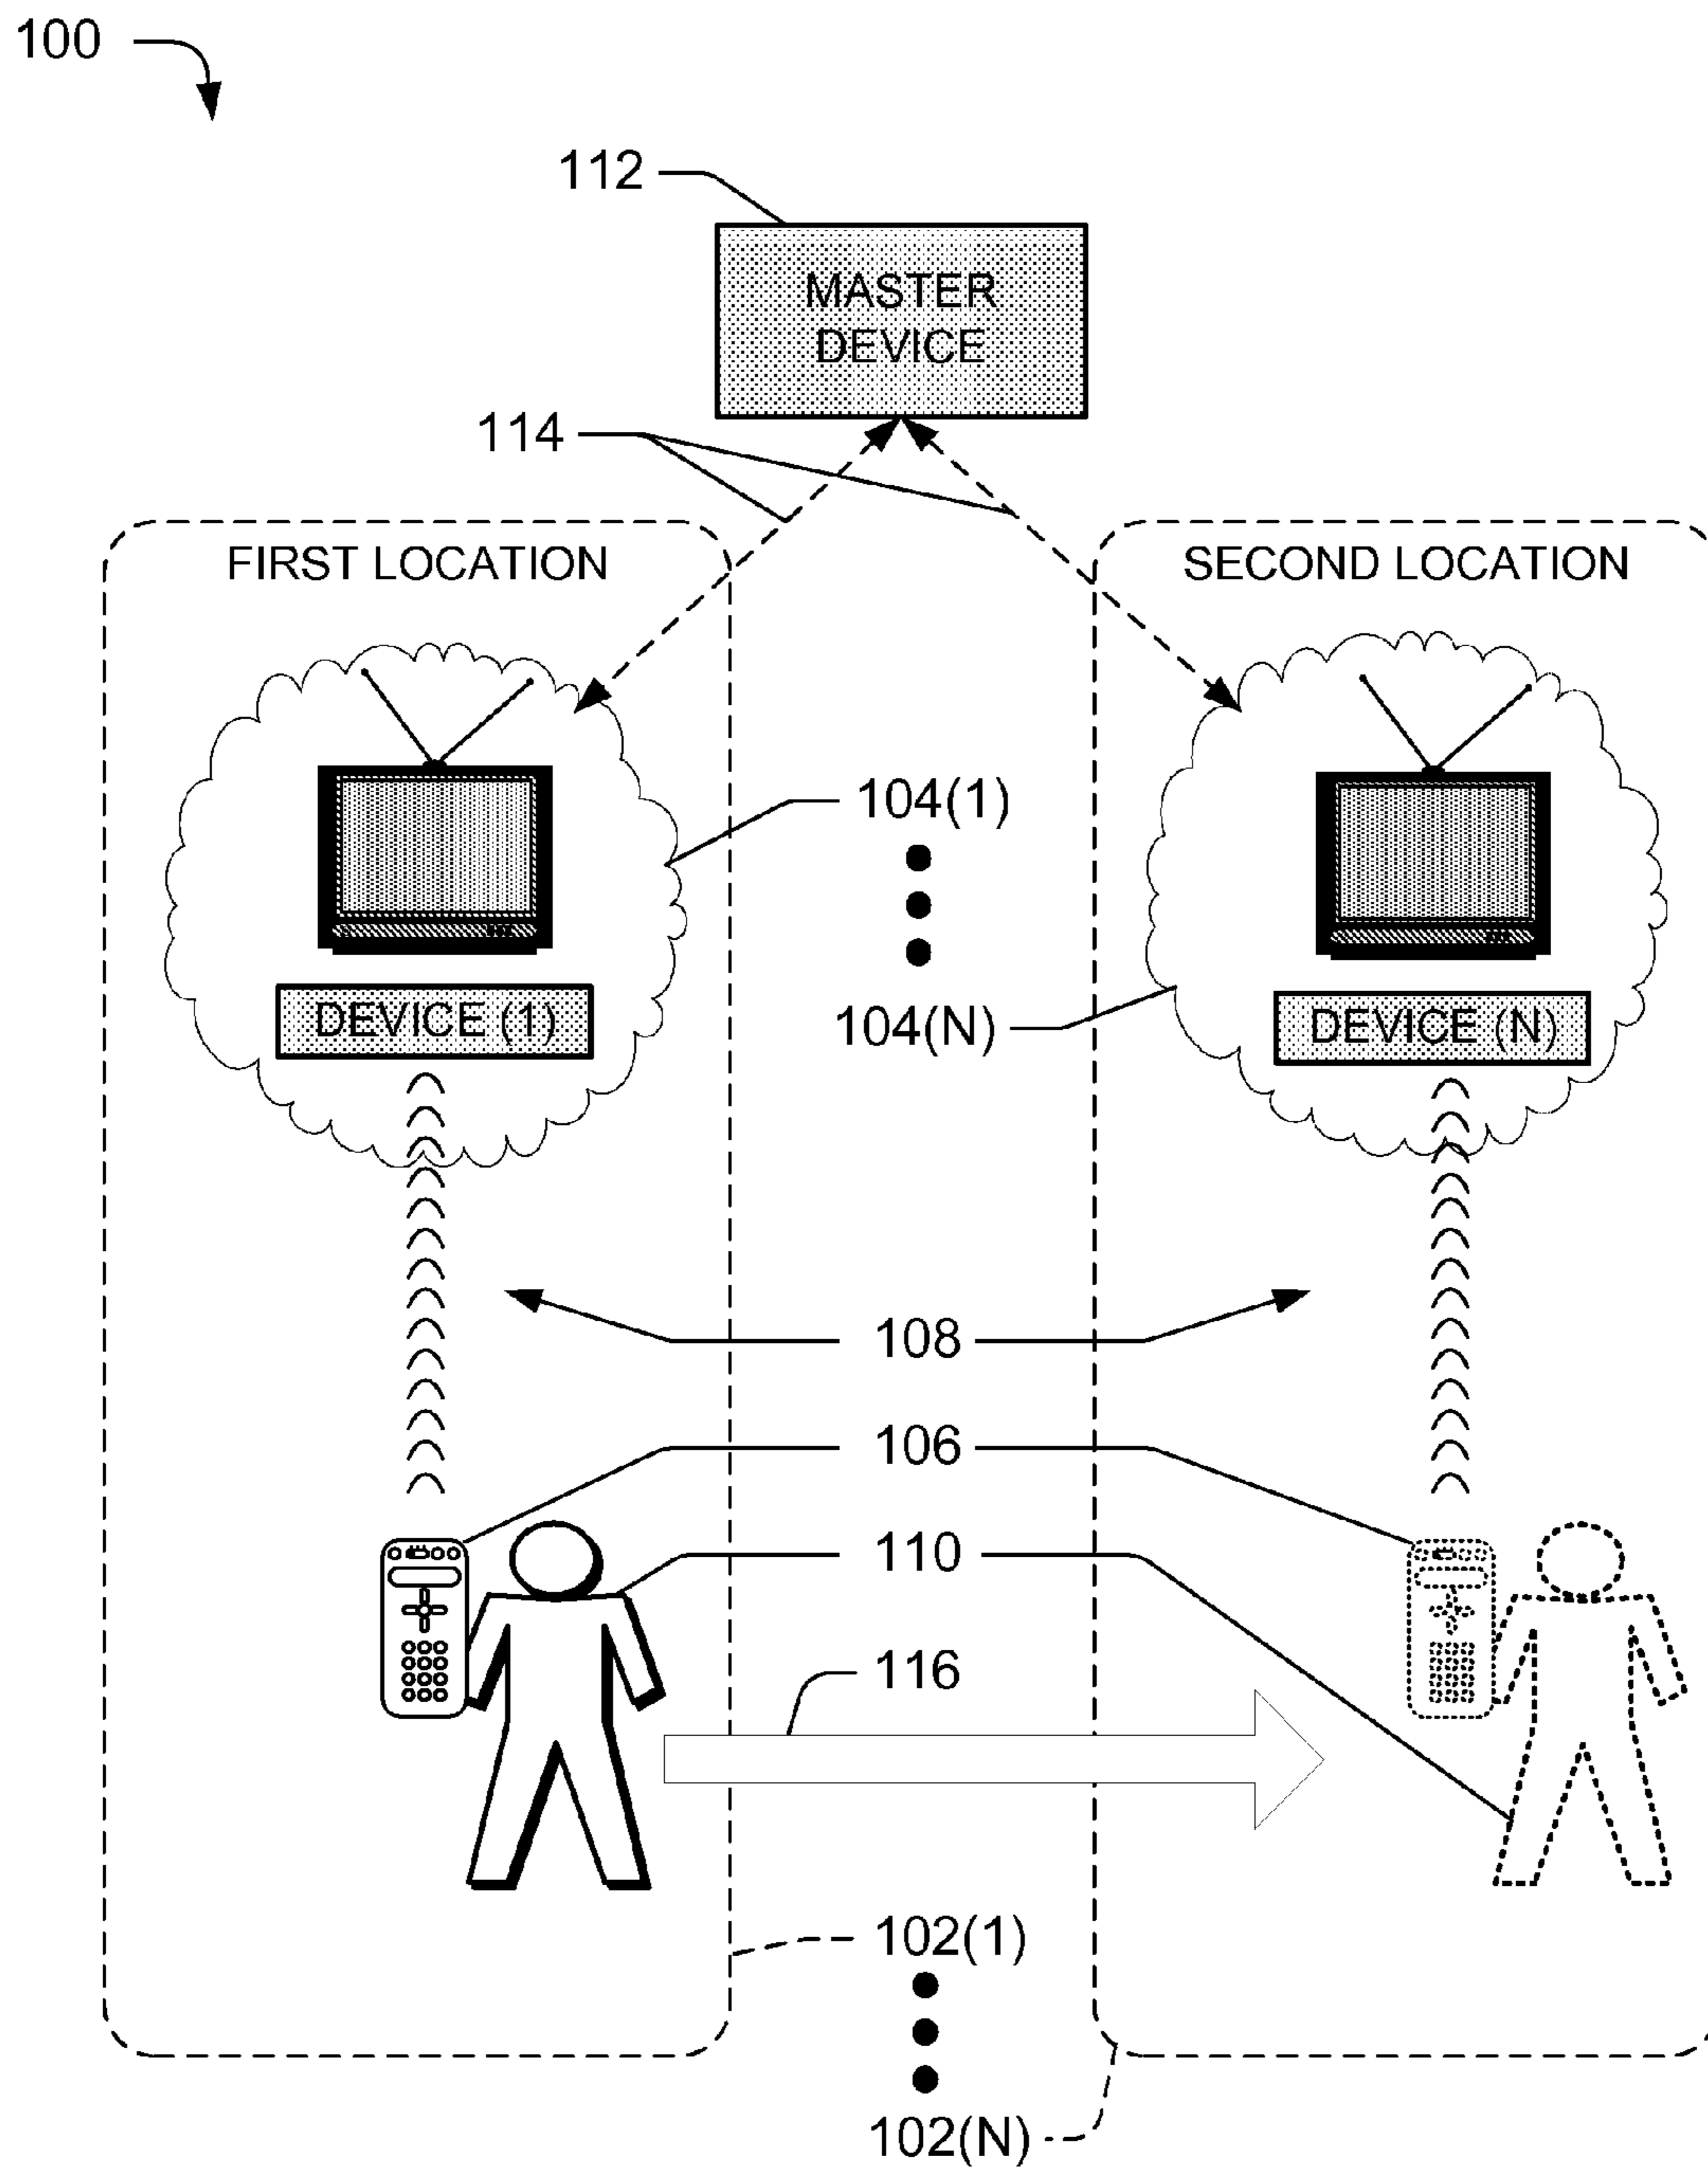 100
112
MASTER
DEVICE
114
FIRST LOCATION
SECOND LOCATION
104(1)
104(N)
DEVICE (1)
DEVICE (N)
108
106
110
116
102(1)
102(N)